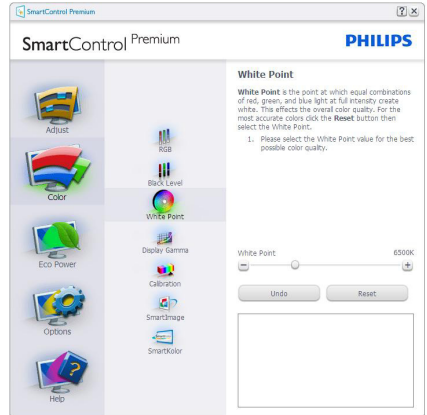 SmartControl Premium
SmartControl Premium
PHILIPS
Adjust
Color
Eco Power
Options
Help
RGB
Black Level
White Point
Display Gamma
Calibration
SmartImage
SmartKolor
White Point
White Point is the point at which equal combinations
of red, green, and blue light at full intensity create
white. This effects the overall color quality. For the
most accurate colors click the Reset button then
select the White Point.
1. Please select the White Point value for the best
possible color quality.
White Point 6500K
Undo Reset